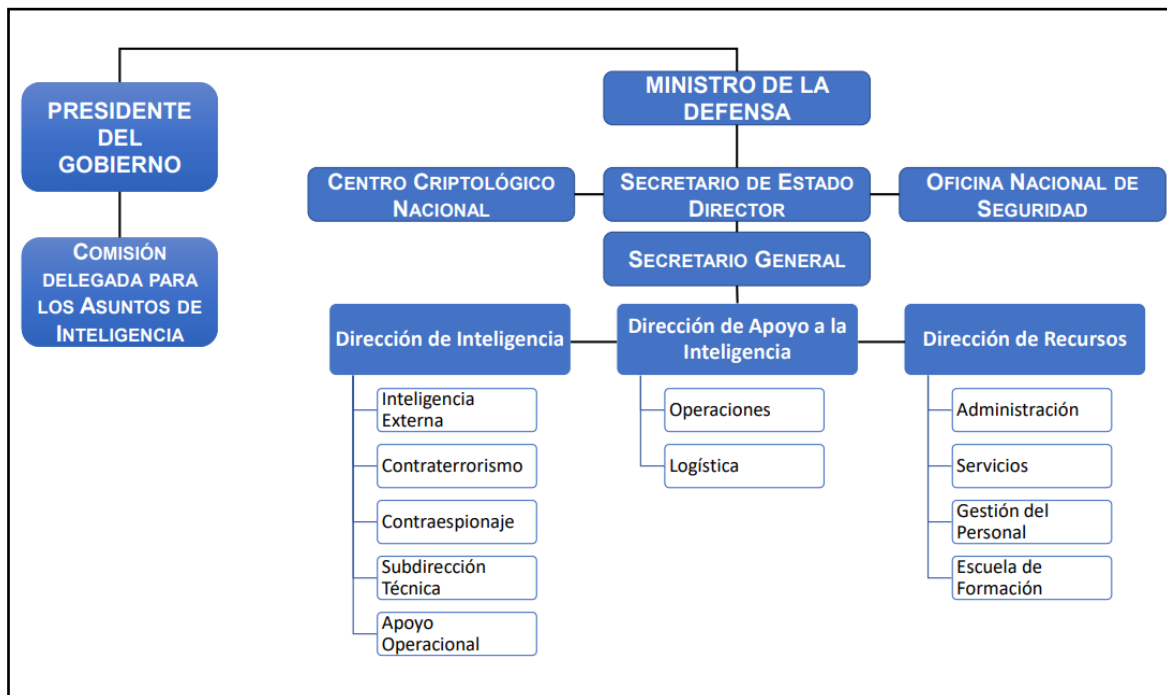 PRESIDENTE
DEL
GOBIERNO
COMISIÓN
DELEGADA PARA
LOS ASUNTOS DE
INTELIGENCIA
MINISTRO DE LA
DEFENSA
CENTRO CRIPTOLÓGICO
NACIONAL
SECRETARIO DE ESTADO
DIRECTOR
OFICINA NACIONAL DE
SEGURIDAD
SECRETARIO GENERAL
Dirección de Inteligencia
Inteligencia
Externa
Contraterrorismo
Contraespionaje
Subdirección
Técnica
Apoyo
Operacional
Dirección de Apoyo a la
Inteligencia
Operaciones
Logística
Dirección de Recursos
Administración
Servicios
Gestión del
Personal
Escuela de
Formación